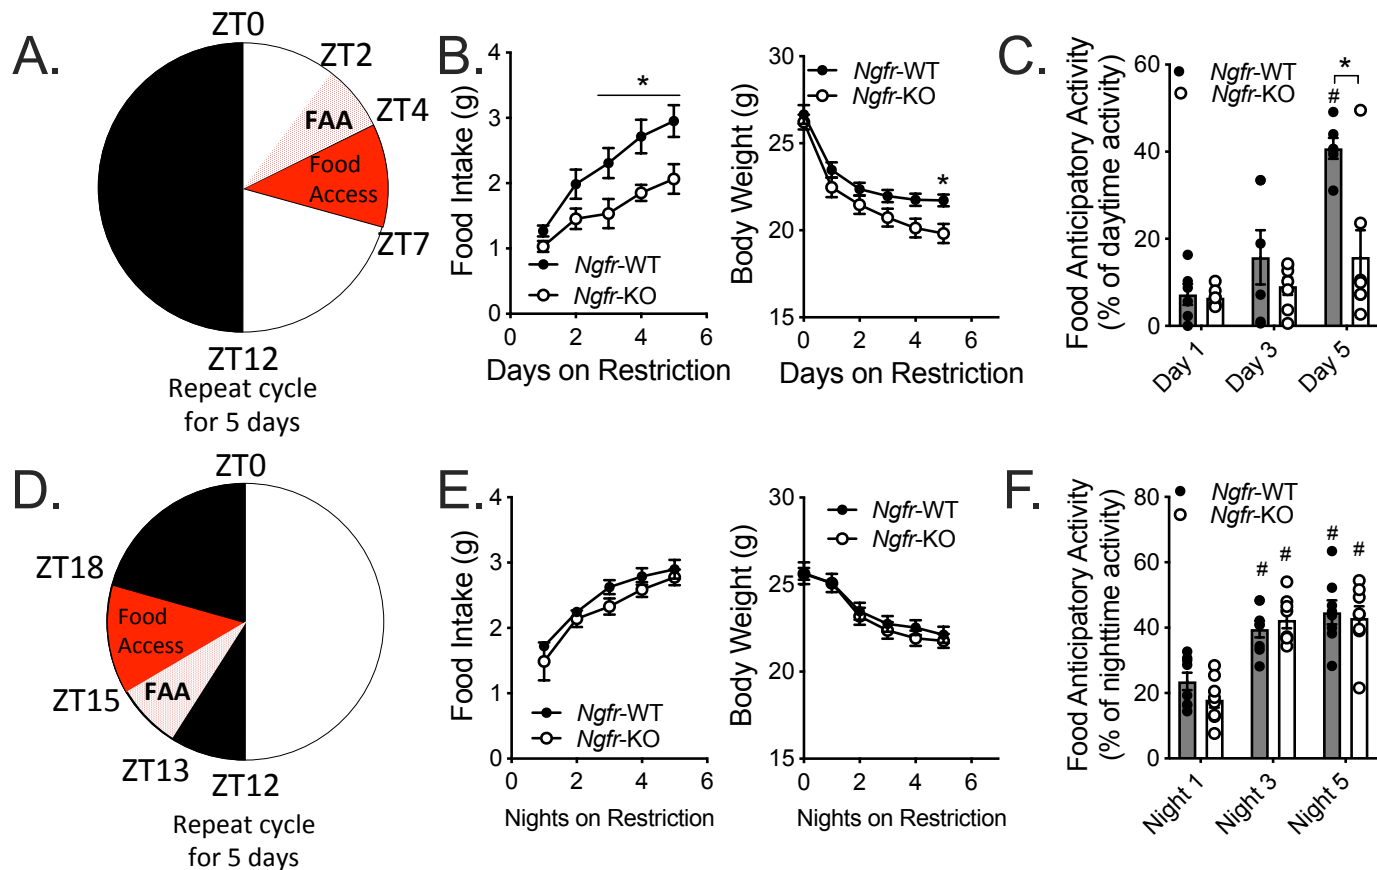 A.
ZT0
ZT2
ZT4
FAA
Food
Access
ZT7
ZT12
Repeat cycle
for 5 days
B.
Food Intake (g)
4
3
2
1
0
*
Ngfr-WT
Ngfr-KO
0 2 4 6
Days on Restriction
Body Weight (g)
30
25
20
15
Ngfr-WT
Ngfr-KO
*
0 2 4 6
Days on Restriction
C.
Food Anticipatory Activity
(% of daytime activity)
60
40
20
0
Ngfr-WT
Ngfr-KO
*
#
Day 1
Day 3
Day 5
D.
ZT0
ZT18
Food
Access
FAA
ZT15
ZT13
ZT12
Repeat cycle
for 5 days
E.
Food Intake (g)
4
3
2
1
0
Ngfr-WT
Ngfr-KO
0 2 4 6
Nights on Restriction
Body Weight (g)
30
25
20
15
Ngfr-WT
Ngfr-KO
0 2 4 6
Nights on Restriction
F.
Food Anticipatory Activity
(% of nighttime activity)
80
60
40
20
0
Ngfr-WT
Ngfr-KO
# # # #
Night 1
Night 3
Night 5